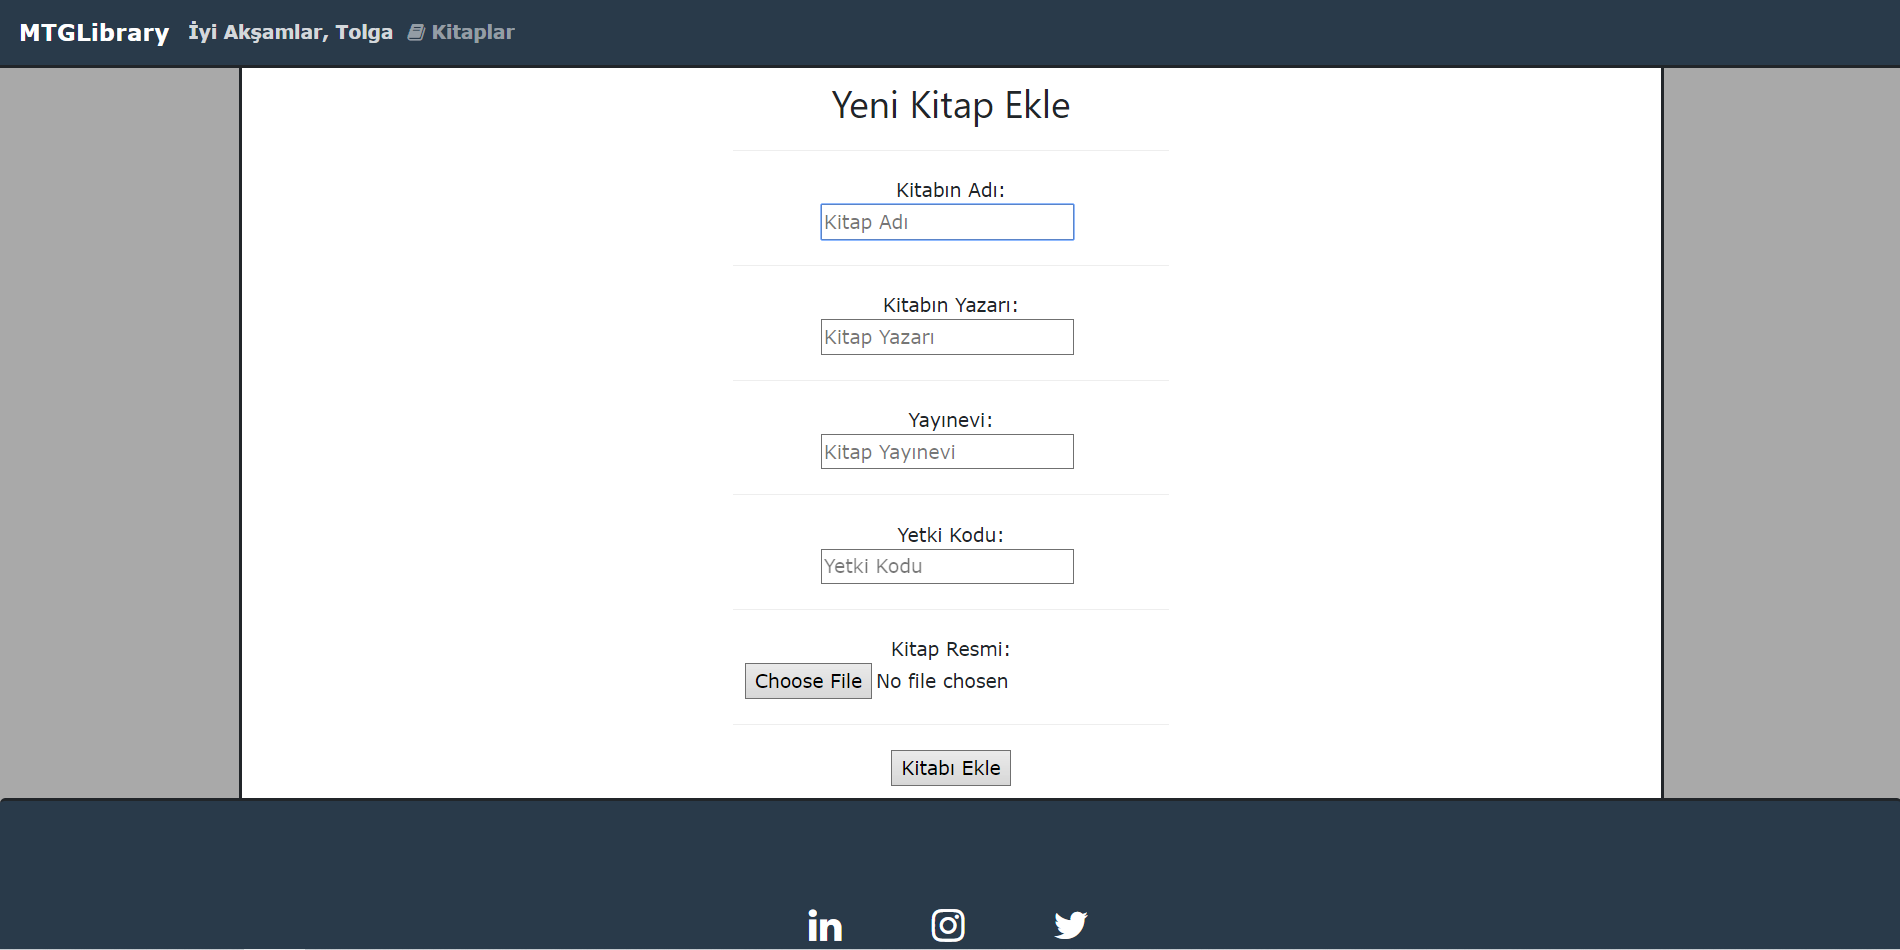 MTGLibrary İyi Akşamlar, Tolga Kitaplar
Yeni Kitap Ekle
Kitabın Adı:
Kitap Adı
Kitabın Yazarı:
Kitap Yazarı
Yayınevi:
Kitap Yayınevi
Yetki Kodu:
Yetki Kodu
Kitap Resmi:
Choose File No file chosen
Kitabı Ekle